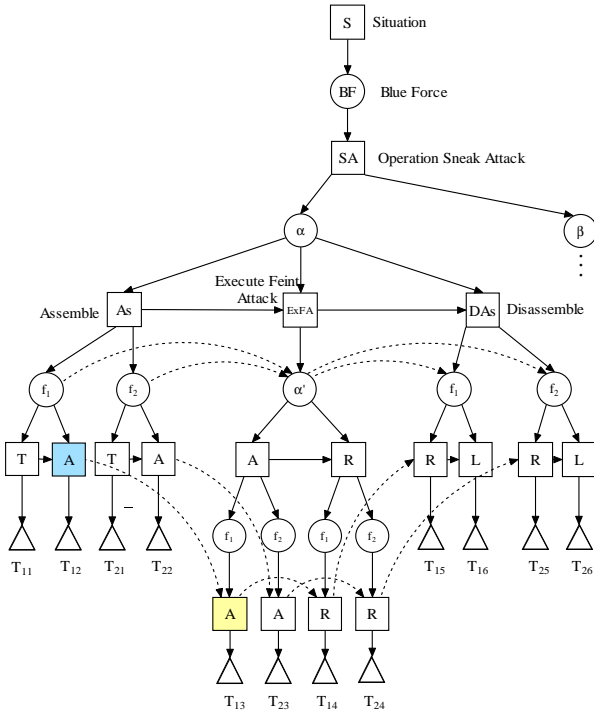 S Situation
BF Blue Force
SA Operation Sneak Attack
α β
Execute Feint
Attack
Assemble As ExFA DAs Disassemble
f₁ f₂ α' f₁ f₂
T A T A A R R L R L
f₁ f₂ f₁ f₂
T₁₁ T₁₂ T₂₁ T₂₂ T₁₅ T₁₆ T₂₅ T₂₆
A A R R
T₁₃ T₂₃ T₁₄ T₂₄